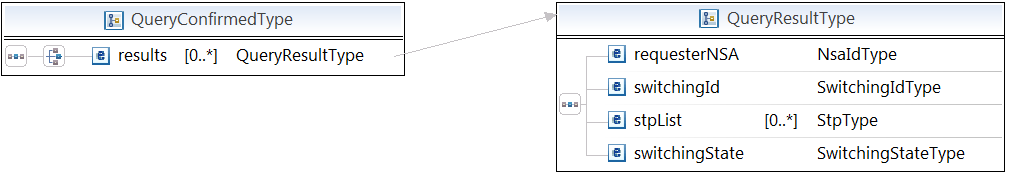 QueryConfirmedType
results [0..*] QueryResultType
QueryResultType
requesterNSA NsaIdType
switchingId SwitchingIdType
stpList [0..*] StpType
switchingState SwitchingStateType